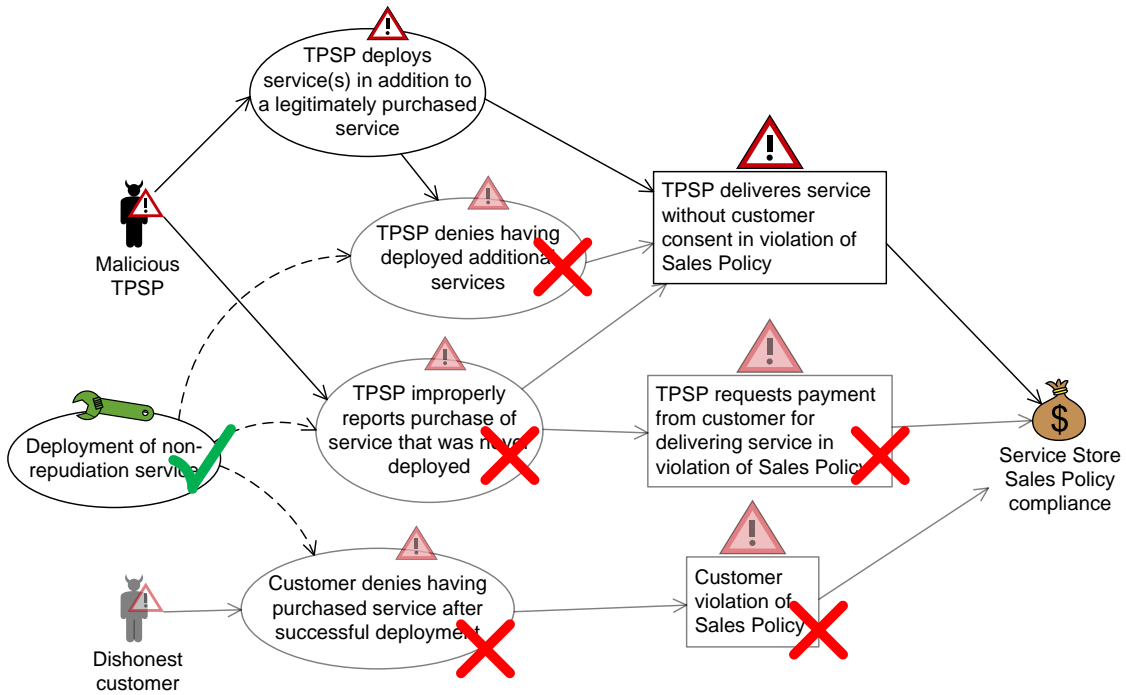 TPSP deploys
service(s) in addition to
a legitimately purchased
service
TPSP deliveres service
without customer
consent in violation of
Sales Policy
Malicious
TPSP
TPSP denies having
deployed additional
services
TPSP improperly
reports purchase of
service that was never
deployed
TPSP requests payment
from customer for
delivering service in
violation of Sales Policy
$
Service Store
Sales Policy
compliance
Deployment of non-
repudiation service
Customer denies having
purchased service after
successful deployment
Customer
violation of
Sales Policy
Dishonest
customer